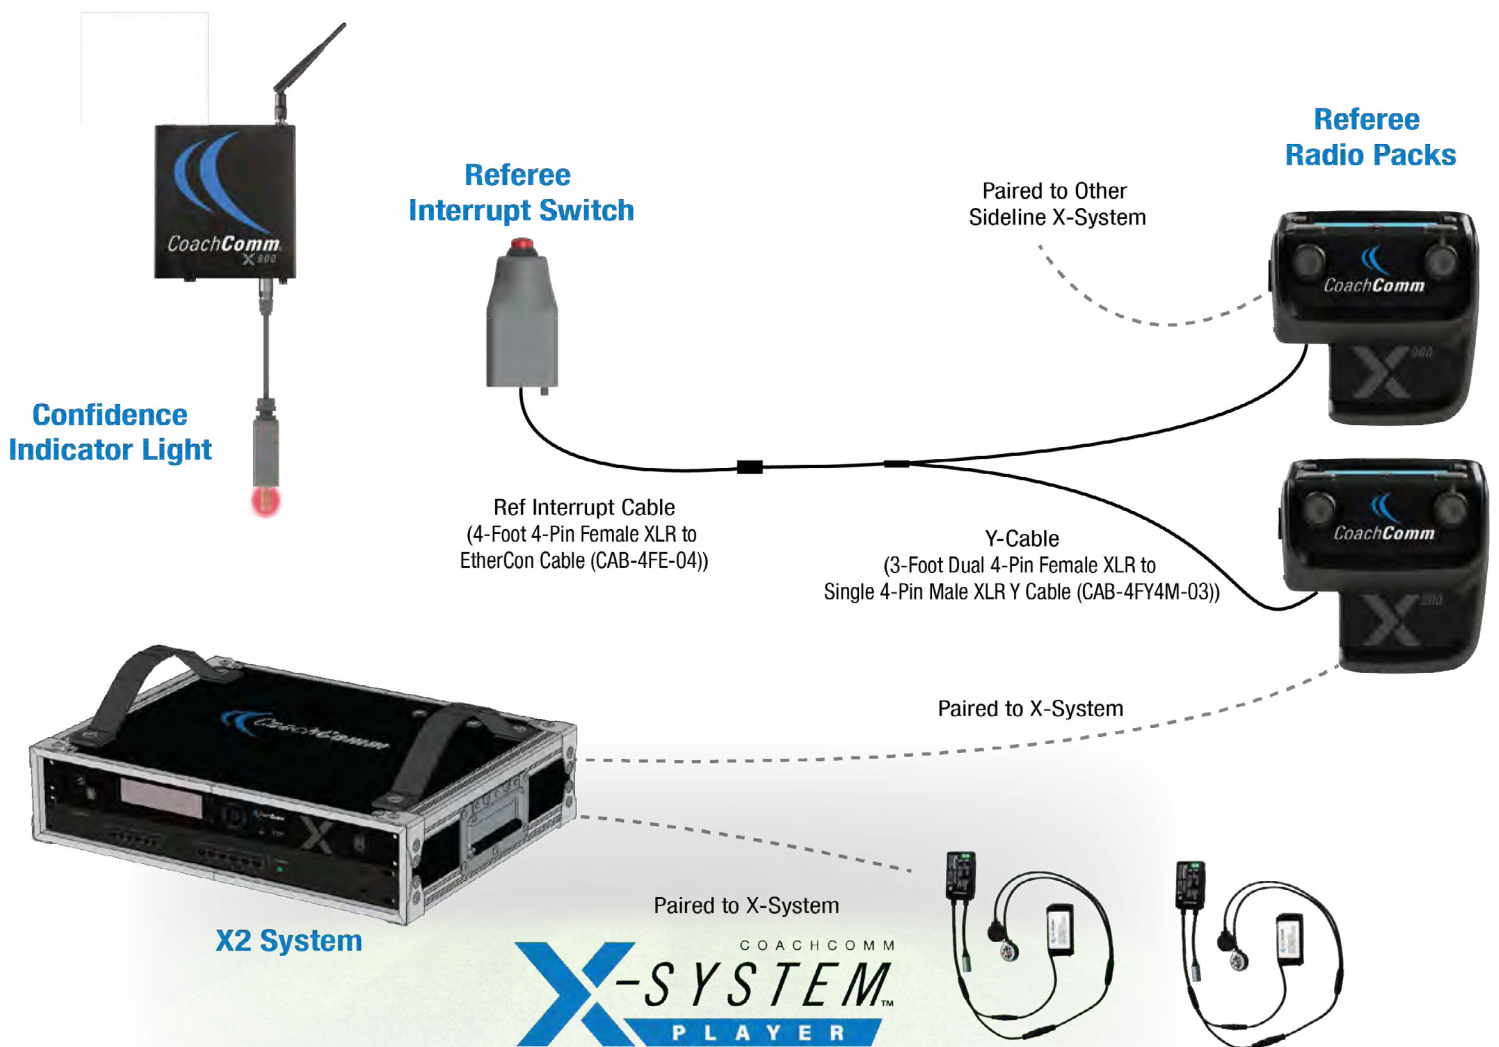 CoachComm
X900
Referee
Interrupt Switch
Paired to Other
Sideline X-System
Referee
Radio Packs
CoachComm
X 900
Confidence
Indicator Light
Ref Interrupt Cable
(4-Foot 4-Pin Female XLR to
EtherCon Cable (CAB-4FE-04))
Y-Cable
(3-Foot Dual 4-Pin Female XLR to
Single 4-Pin Male XLR Y Cable (CAB-4FY4M-03))
CoachComm
X 900
CoachComm
X
Paired to X-System
Paired to X-System
X2 System
COACHCOMM
X-SYSTEM™
PLAYER